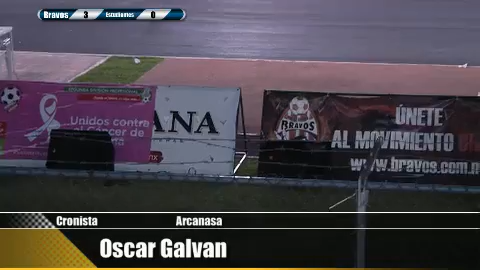 Bravos 3 Estudiantes 0
Unidos contra
el Cáncer de
ANA
BRAVOS
ÚNETE
AL MOVIMIENTO
www.bravos.com.m
Cronista Arcanasa
Oscar Galvan